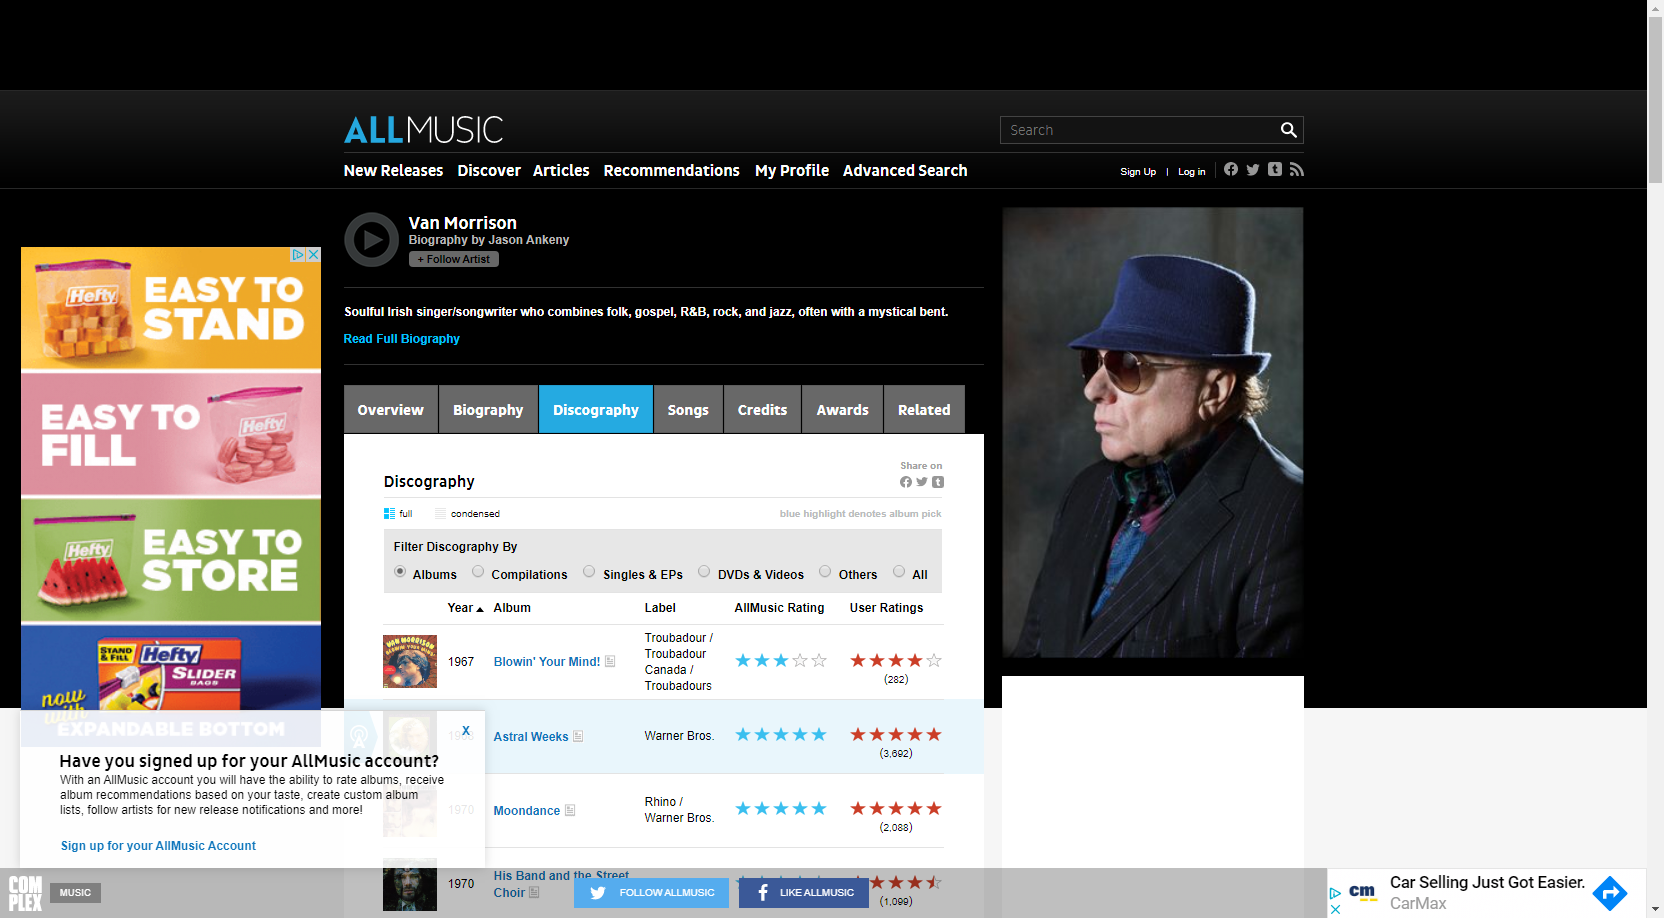 ALLMUSIC
Search
New Releases Discover Articles Recommendations My Profile Advanced Search
Sign Up | Log in
Van Morrison
Biography by Jason Ankeny
+ Follow Artist
Soulful Irish singer/songwriter who combines folk, gospel, R&B, rock, and jazz, often with a mystical bent.
Read Full Biography
Overview Biography Discography Songs Credits Awards Related
Hefty
EASY TO
STAND
EASY TO
FILL
Hefty
Hefty
EASY TO
STORE
STAND
& FILL
Hefty
SLIDER
BAGS
now
with
EXPANDABLE BOTTOM
Share on
Discography
full condensed
blue highlight denotes album pick
Filter Discography By
Albums Compilations Singles & EPs DVDs & Videos Others All
Year Album Label AllMusic Rating User Ratings
VAN MORRISON
BLOWIN' YOUR MIND!
1967 Blowin' Your Mind!
Troubadour /
Troubadour
Canada /
Troubadours
(282)
Astral Weeks Warner Bros.
(3,692)
1970 Moondance
Rhino /
Warner Bros.
(2,088)
1970
His Band and the Street
Choir
(1,099)
X
Have you signed up for your AllMusic account?
With an AllMusic account you will have the ability to rate albums, receive
album recommendations based on your taste, create custom album
lists, follow artists for new release notifications and more!
Sign up for your AllMusic Account
COM
PLEX
MUSIC
FOLLOW ALLMUSIC
LIKE ALLMUSIC
cm
Car Selling Just Got Easier.
CarMax